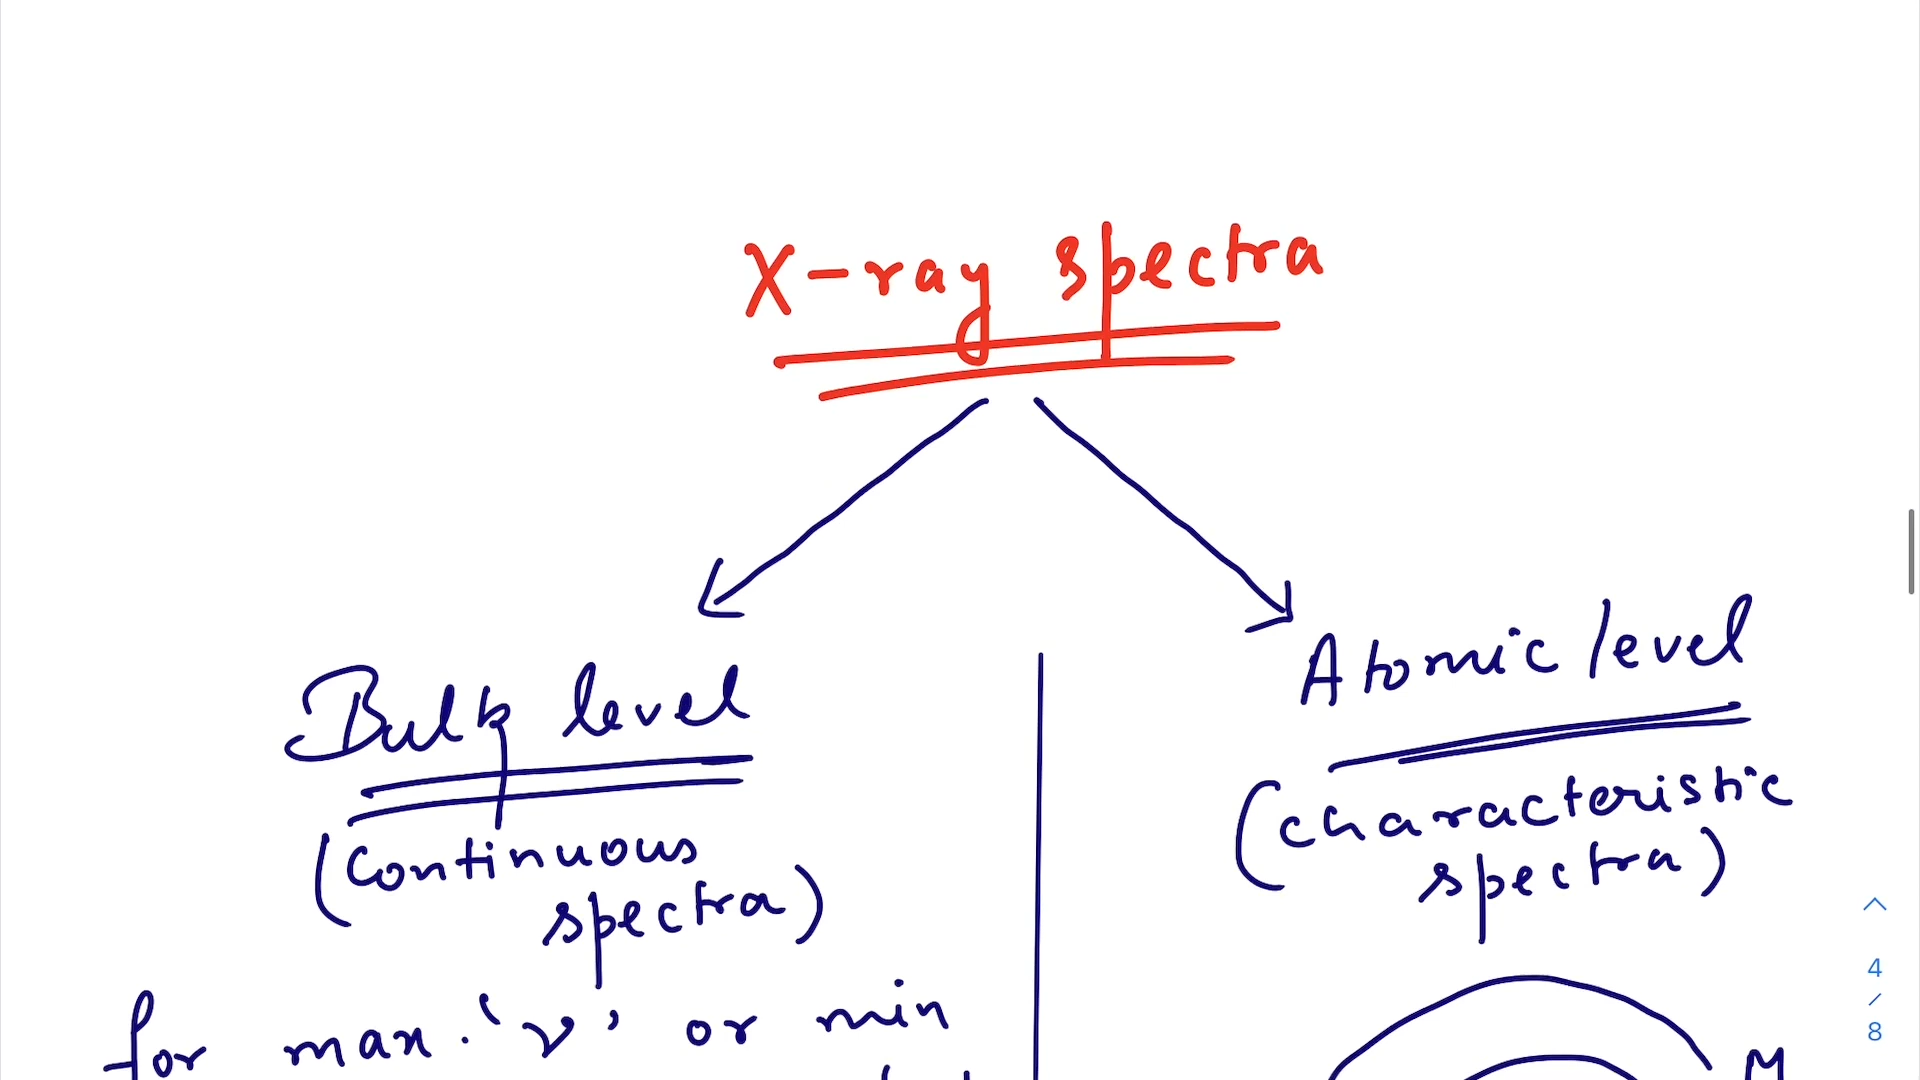 X-ray spectra
Bulk level
(Continuous
spectra)
for max. 'ν' or min
Atomic level
(characteristic
spectra)
M
4
/
8